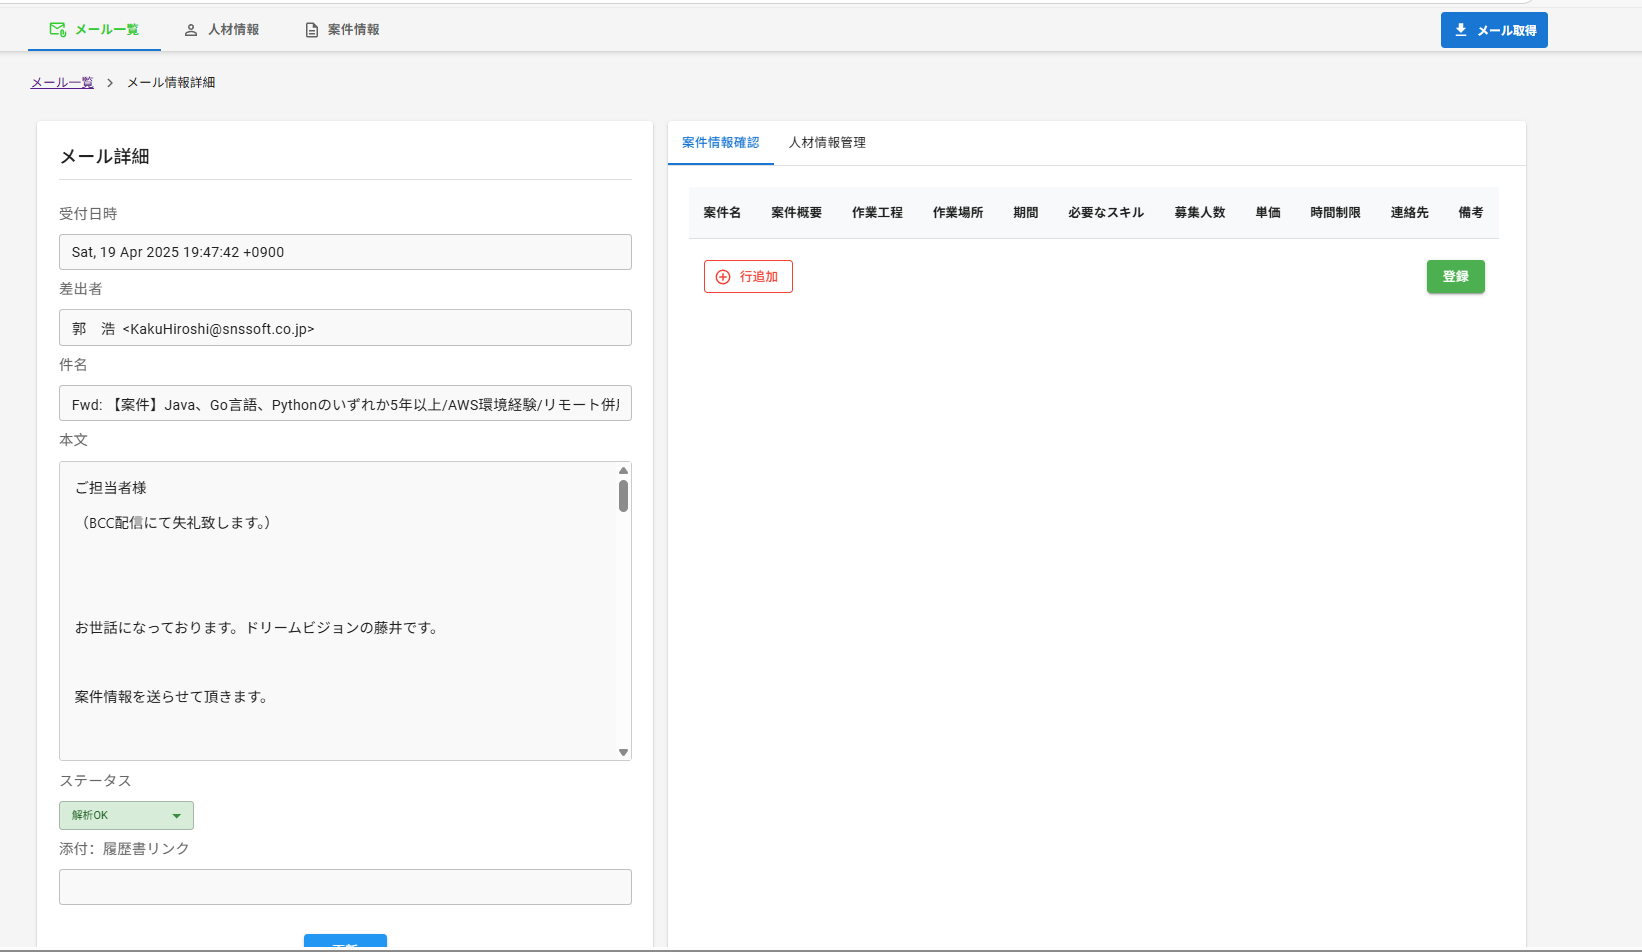 メール一覧
人材情報
案件情報
メール取得
メール一覧 > メール情報詳細
メール詳細
受付日時
Sat, 19 Apr 2025 19:47:42 +0900
差出者
郭　浩 <KakuHiroshi@snssoft.co.jp>
件名
Fwd: 【案件】Java、Go言語、Pythonのいずれか5年以上/AWS環境経験/リモート併
本文
ご担当者様
（BCC配信にて失礼致します。）
お世話になっております。ドリームビジョンの藤井です。
案件情報を送らせて頂きます。
ステータス
解析OK
添付：履歴書リンク
案件情報確認
人材情報管理
案件名 案件概要 作業工程 作業場所 期間 必要なスキル 募集人数 単価 時間制限 連絡先 備考
行追加
登録